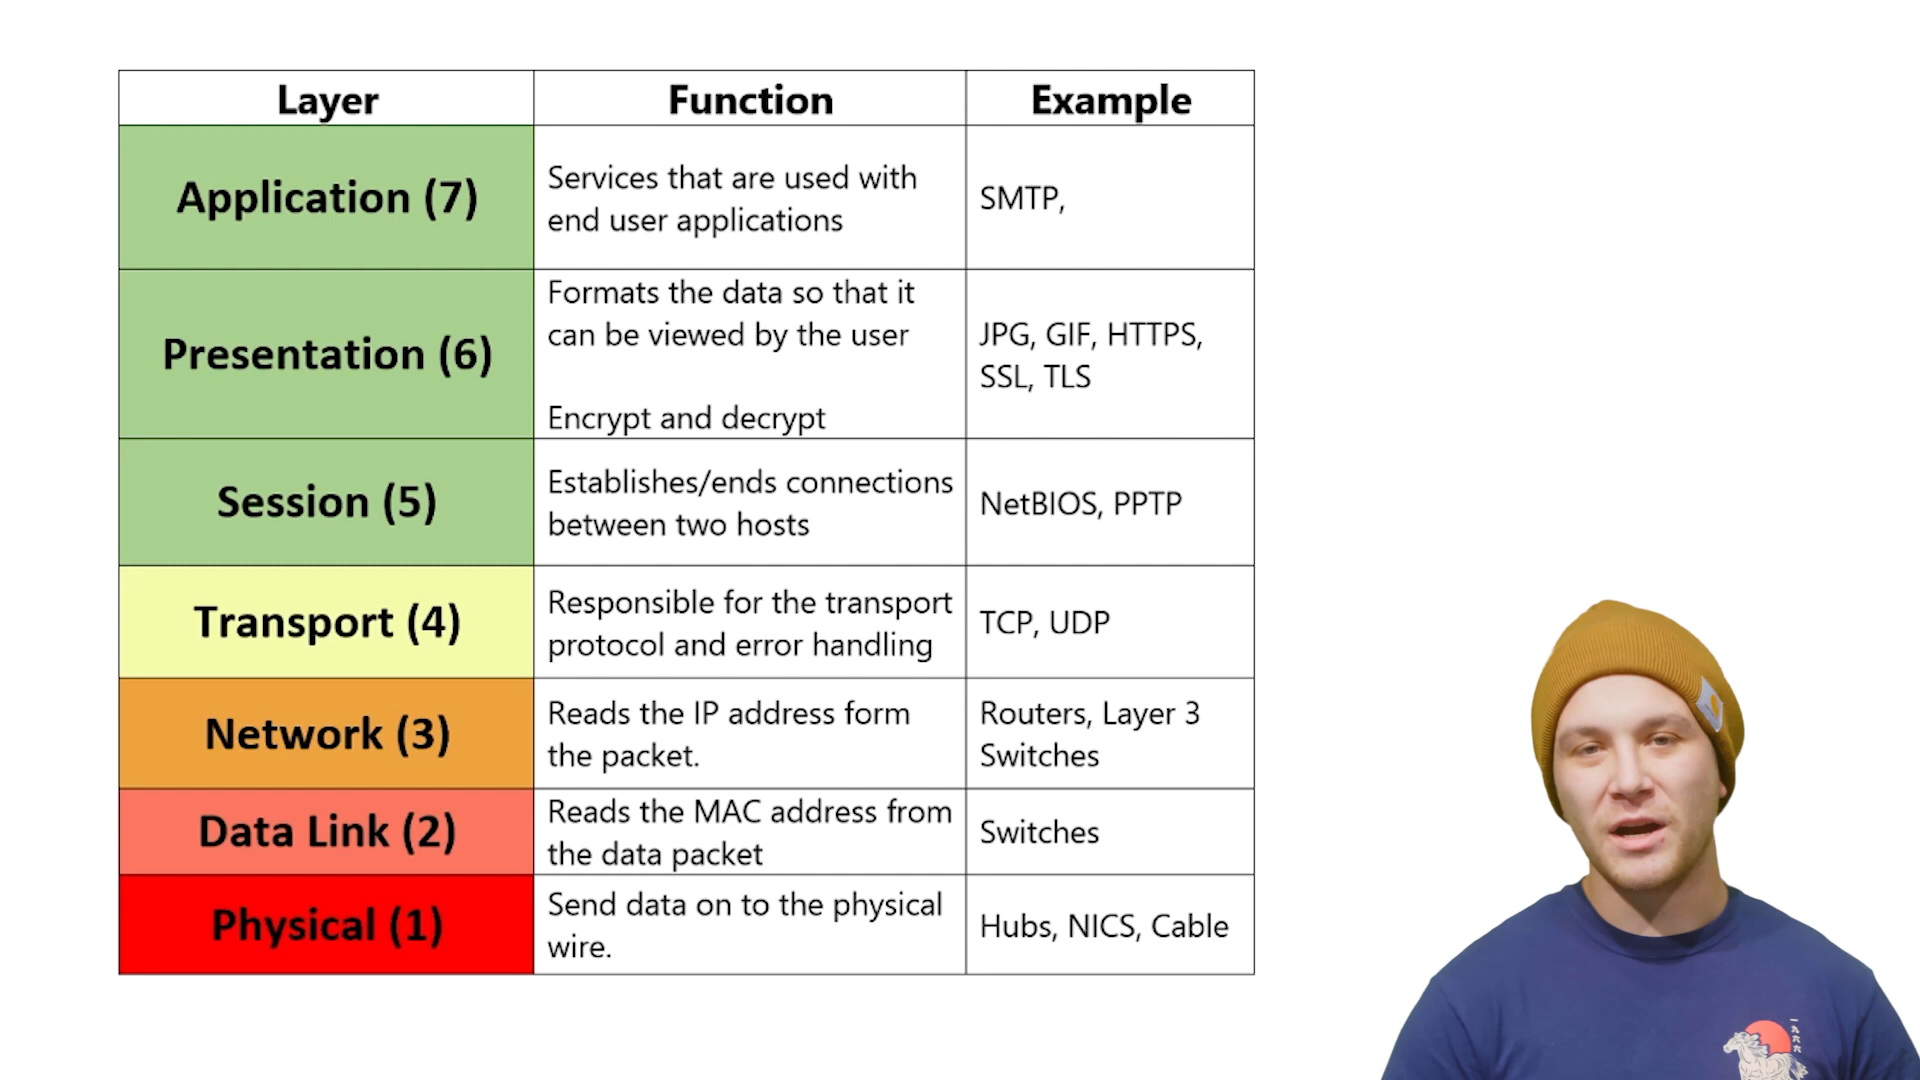 Layer Function Example
Application (7)
Services that are used with
end user applications
SMTP,
Presentation (6)
Formats the data so that it
can be viewed by the user
Encrypt and decrypt
JPG, GIF, HTTPS,
SSL, TLS
Session (5)
Establishes/ends connections
between two hosts
NetBIOS, PPTP
Transport (4)
Responsible for the transport
protocol and error handling
TCP, UDP
Network (3)
Reads the IP address form
the packet.
Routers, Layer 3
Switches
Data Link (2)
Reads the MAC address from
the data packet
Switches
Physical (1)
Send data on to the physical
wire.
Hubs, NICS, Cable
一九六六